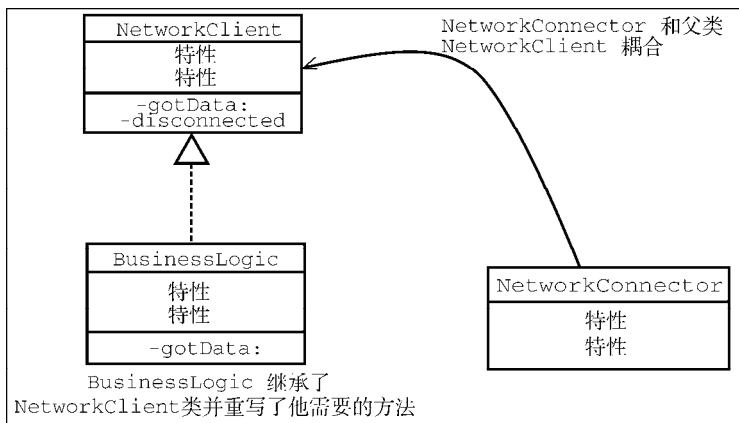 NetworkClient
特性
特性
-gotData:
-disconnected
NetworkConnector 和父类
NetworkClient 耦合
BusinessLogic
特性
特性
-gotData:
NetworkConnector
特性
特性
BusinessLogic 继承了
NetworkClient类并重写了他需要的方法